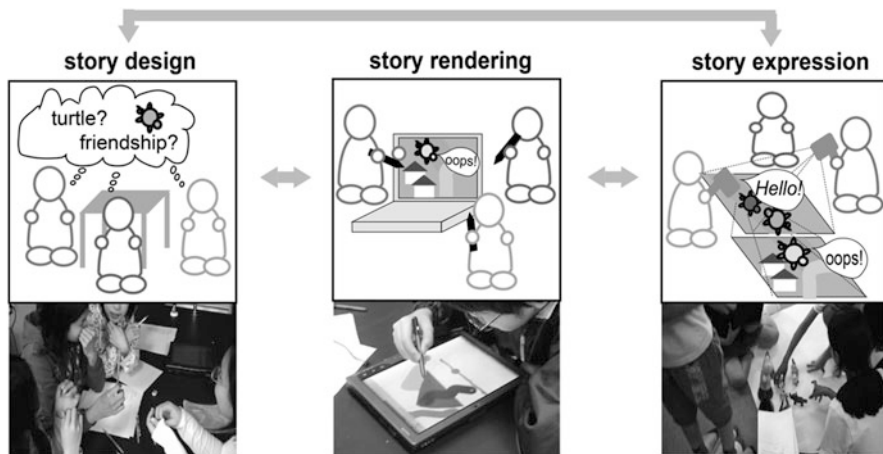 story design
story rendering
story expression
turtle?
friendship?
oops!
Hello!
oops!